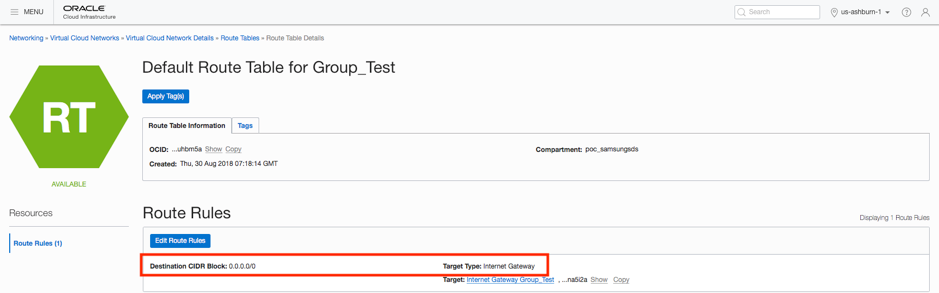 MENU
ORACLE
Cloud Infrastructure
Search
us-ashburn-1
Networking » Virtual Cloud Networks » Virtual Cloud Network Details » Route Tables » Route Table Details
RT
AVAILABLE
Default Route Table for Group_Test
Apply Tag(s)
Route Table Information Tags
OCID: ...uhbm5a Show Copy
Compartment: poc_samsungsds
Created: Thu, 30 Aug 2018 07:18:14 GMT
Resources
Route Rules (1)
Route Rules
Displaying 1 Route Rules
Edit Route Rules
Destination CIDR Block: 0.0.0.0/0
Target Type: Internet Gateway
Target: Internet Gateway Group_Test , ...na5i2a Show Copy